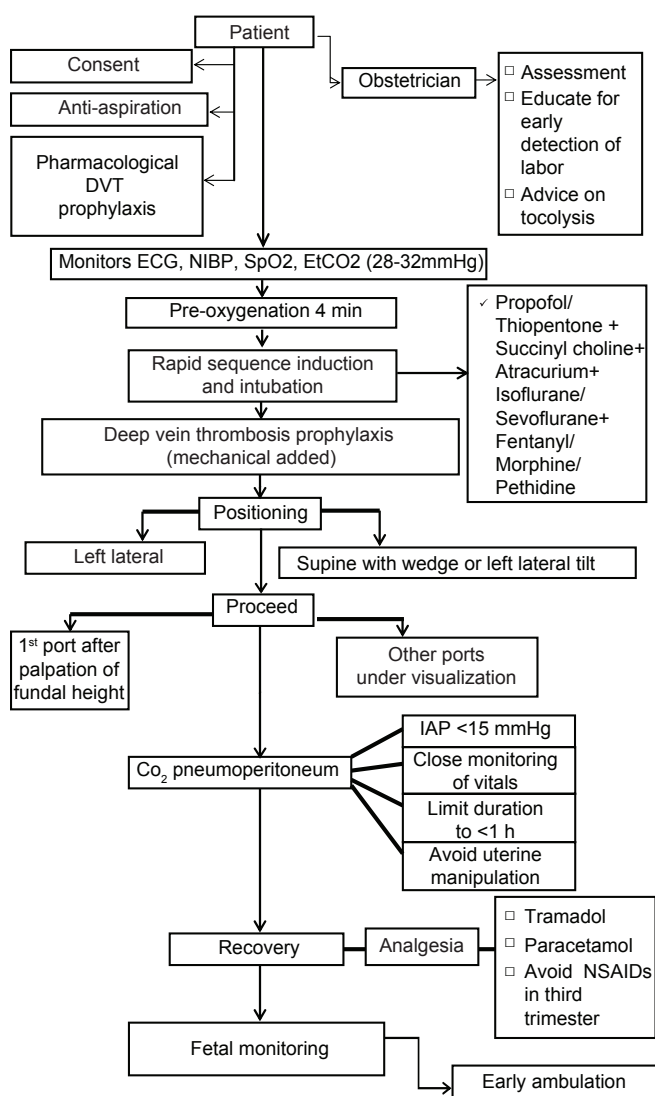 Patient
Consent
Anti-aspiration
Pharmacological
DVT
prophylaxis
Obstetrician
□ Assessment
□ Educate for
early
detection of
labor
□ Advice on
tocolysis
Monitors ECG, NIBP, SpO2, EtCO2 (28-32mmHg)
Pre-oxygenation 4 min
Rapid sequence induction
and intubation
✓ Propofol/
Thiopentone +
Succinyl choline+
Atracurium+
Isoflurane/
Sevoflurane+
Fentanyl/
Morphine/
Pethidine
Deep vein thrombosis prophylaxis
(mechanical added)
Positioning
Left lateral
Supine with wedge or left lateral tilt
Proceed
1st port after
palpation of
fundal height
Other ports
under visualization
Co₂ pneumoperitoneum
IAP <15 mmHg
Close monitoring
of vitals
Limit duration
to <1 h
Avoid uterine
manipulation
Recovery
Analgesia
□ Tramadol
□ Paracetamol
□ Avoid NSAIDs
in third
trimester
Fetal monitoring
Early ambulation